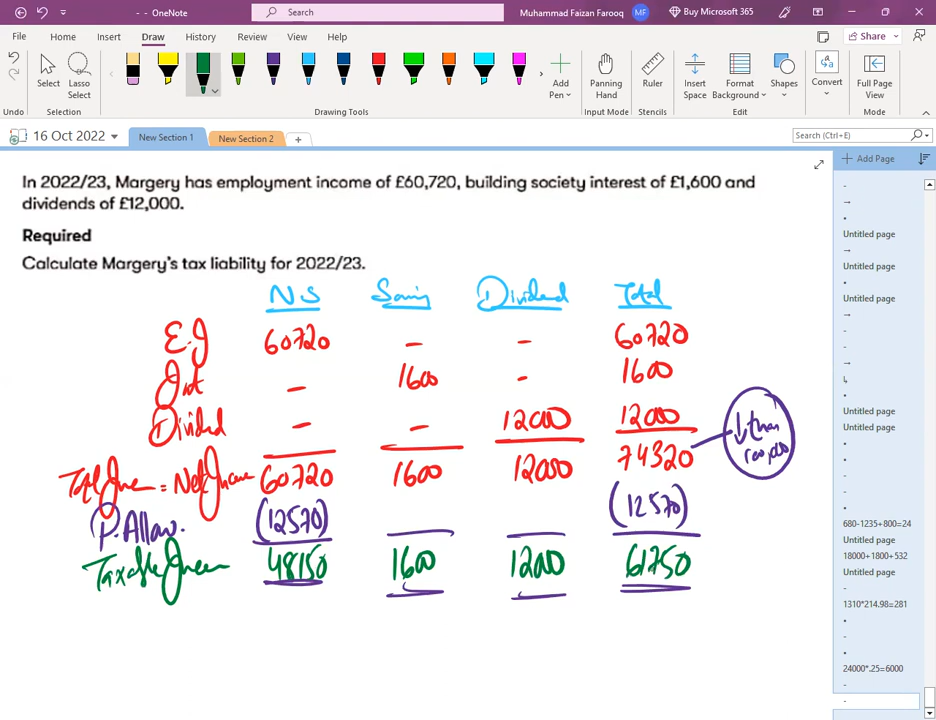 - OneNote
Search
Muhammad Faizan Farooq MF
Buy Microsoft 365
File Home Insert Draw History Review View Help
Share
Select
Lasso Select
Add Pen
Panning Hand
Ruler
Insert Space
Format Background
Shapes
Convert
Full Page View
Undo Selection Drawing Tools Input Mode Stencils Edit Mode
16 Oct 2022 New Section 1 New Section 2 +
Search (Ctrl+E)
Add Page
In 2022/23, Margery has employment income of £60,720, building society interest of £1,600 and
dividends of £12,000.
Required
Calculate Margery's tax liability for 2022/23.
NS Saving Dividend Total
E.I 60720 - - 60720
Int - 1600 - 1600
Dividend - - 12000 12000
Total Income = Net Income 60720 1600 12000 74320
↓ than 100,000
P. Allow. (12570) (12570)
Taxable Income 48150 1600 12000 61750
Untitled page
Untitled page
Untitled page
Untitled page
Untitled page
680-1235+800=24
Untitled page
18000+1800+532
Untitled page
1310*214.98=281
24000*.25=6000